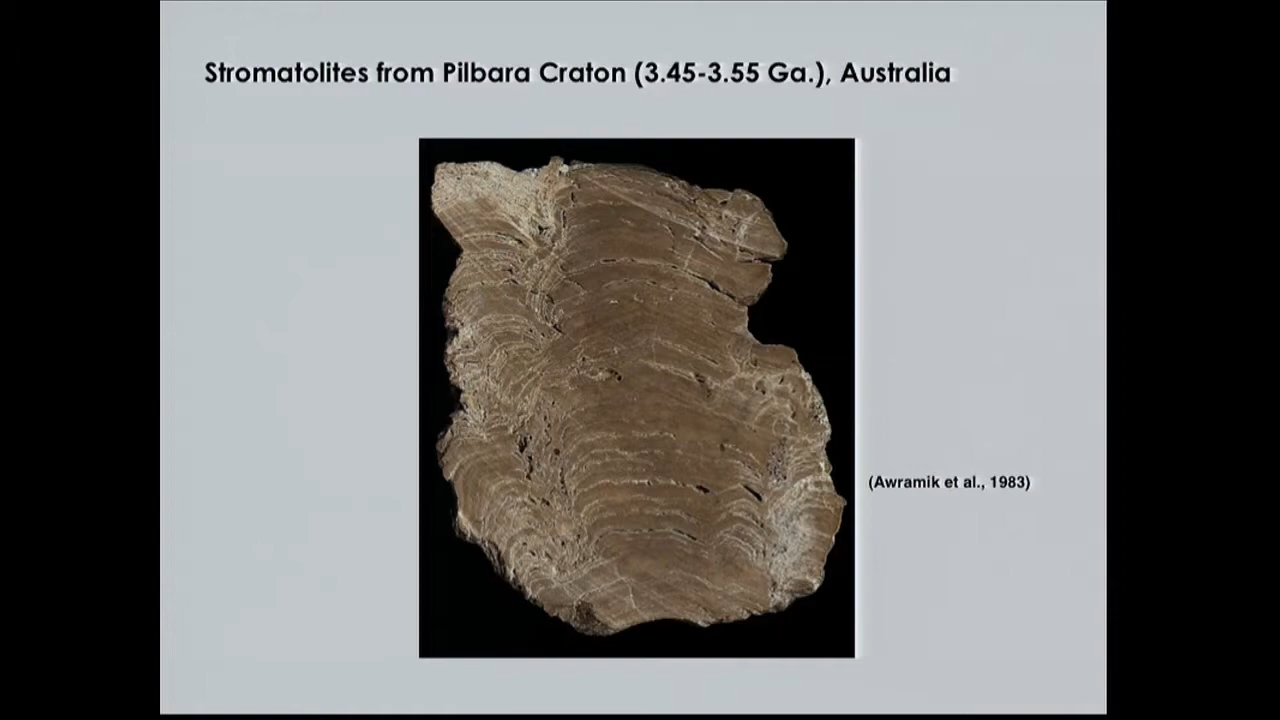 Stromatolites from Pilbara Craton (3.45-3.55 Ga.), Australia
(Awramik et al., 1983)